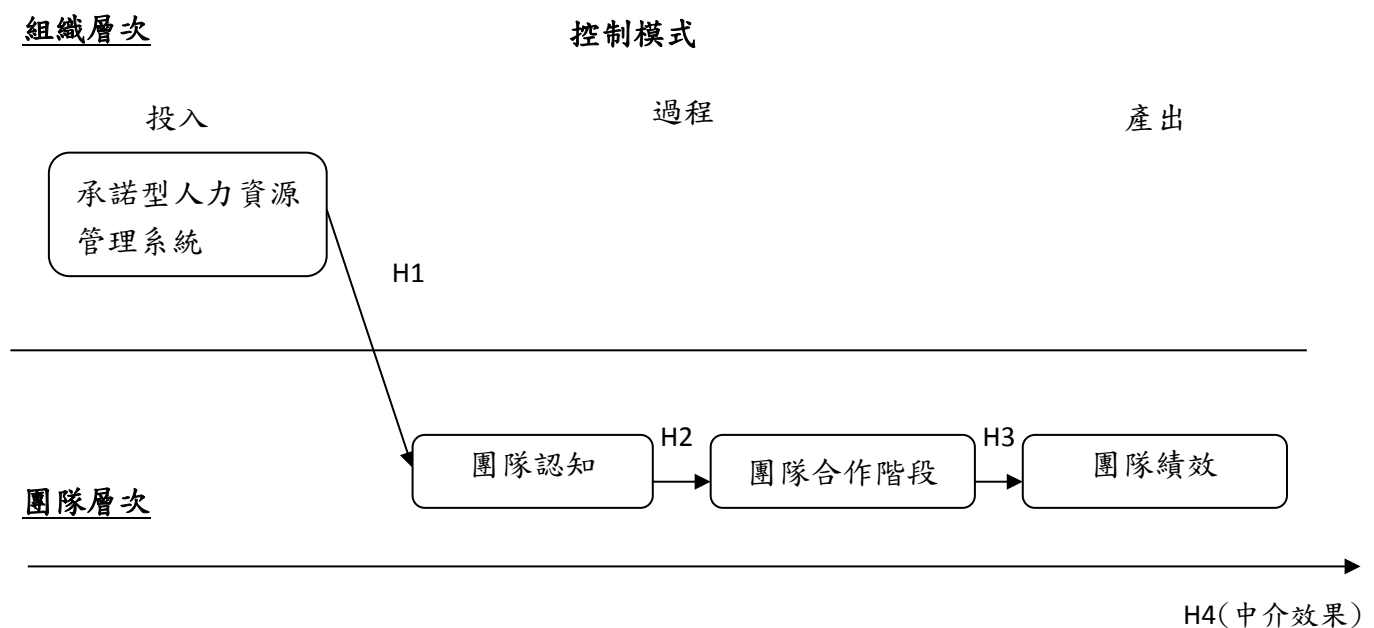 組織層次
控制模式
投入
過程
產出
承諾型人力資源
管理系統
H1
團隊認知
H2
團隊合作階段
H3
團隊績效
團隊層次
H4(中介效果)